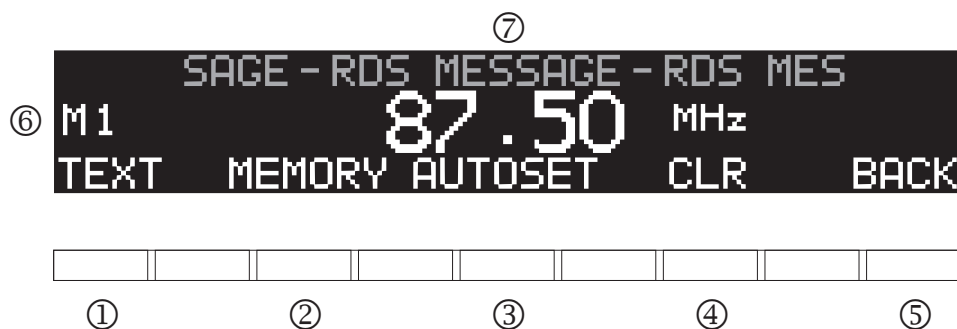 ⑦
SAGE-RDS MESSAGE-RDS MES
⑥ M1 87.50 MHz
TEXT MEMORY AUTOSET CLR BACK
① ② ③ ④ ⑤